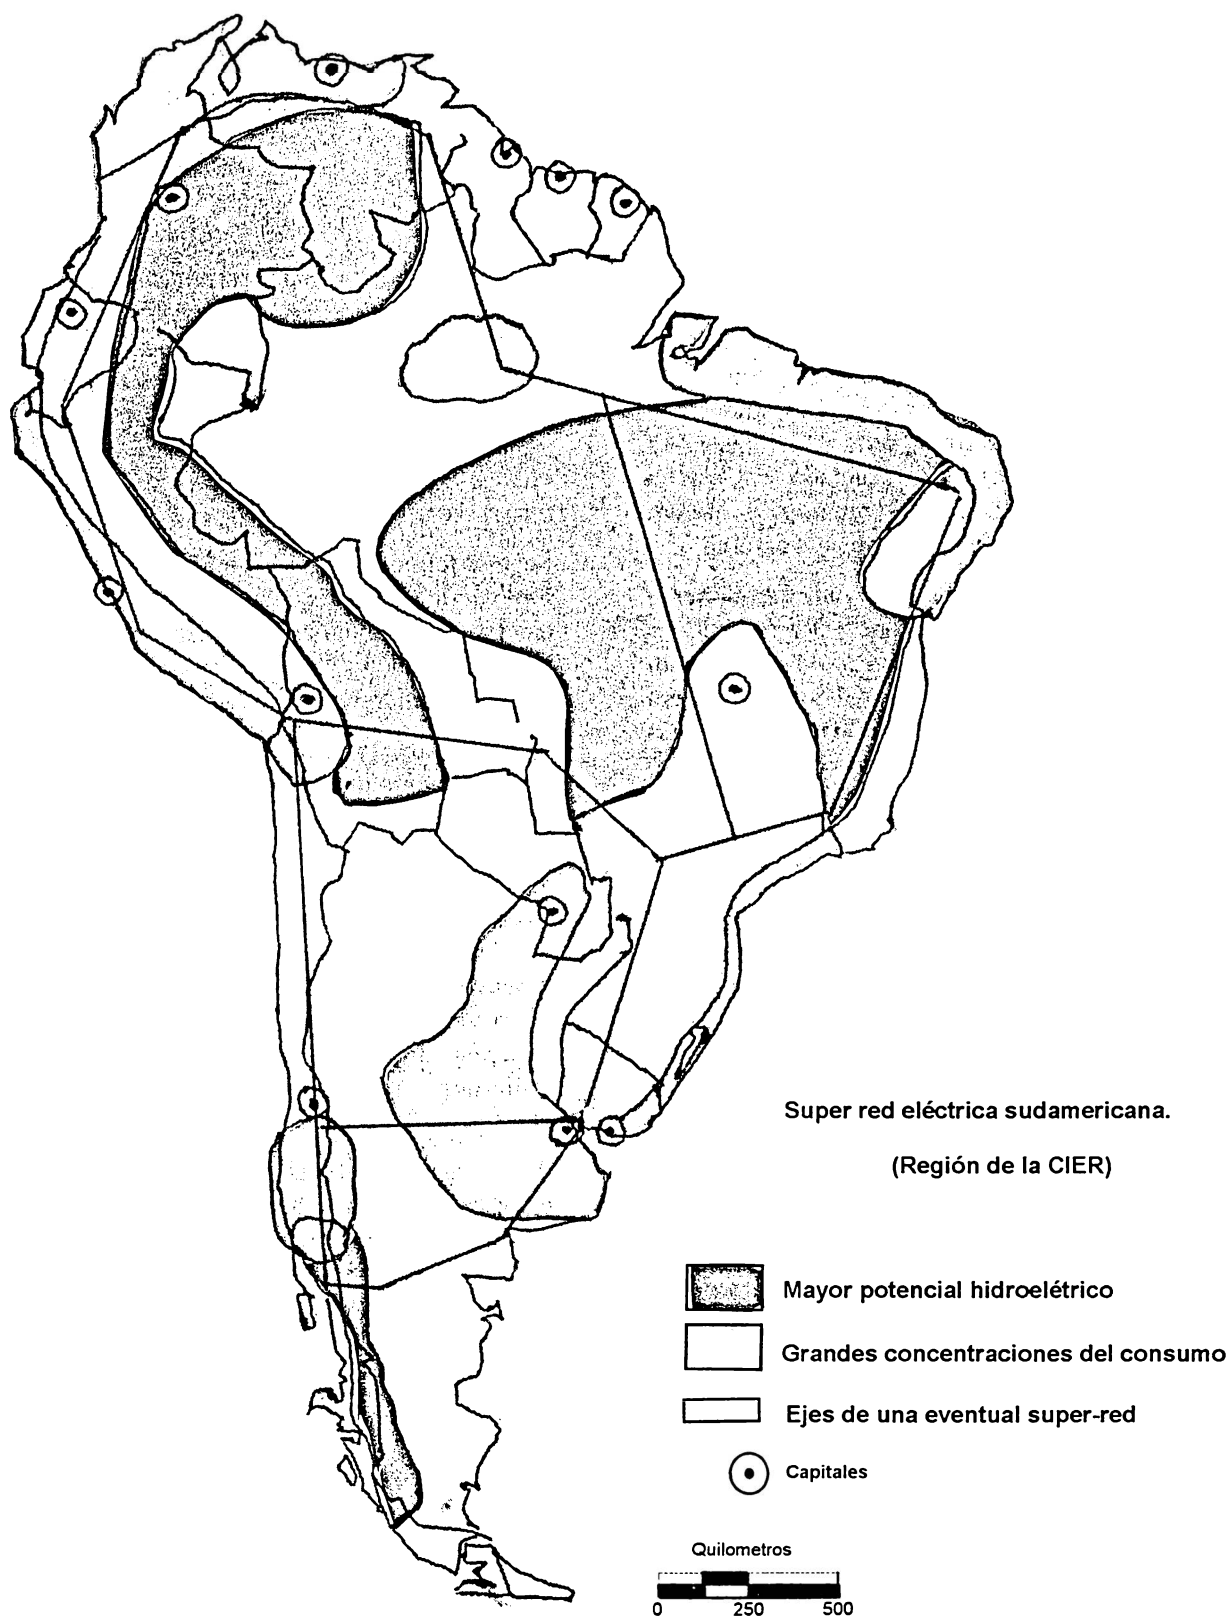 Super red eléctrica sudamericana.
(Región de la CIER)
Mayor potencial hidroelétrico
Grandes concentraciones del consumo
Ejes de una eventual super-red
Capitales
Quilometros
0 250 500